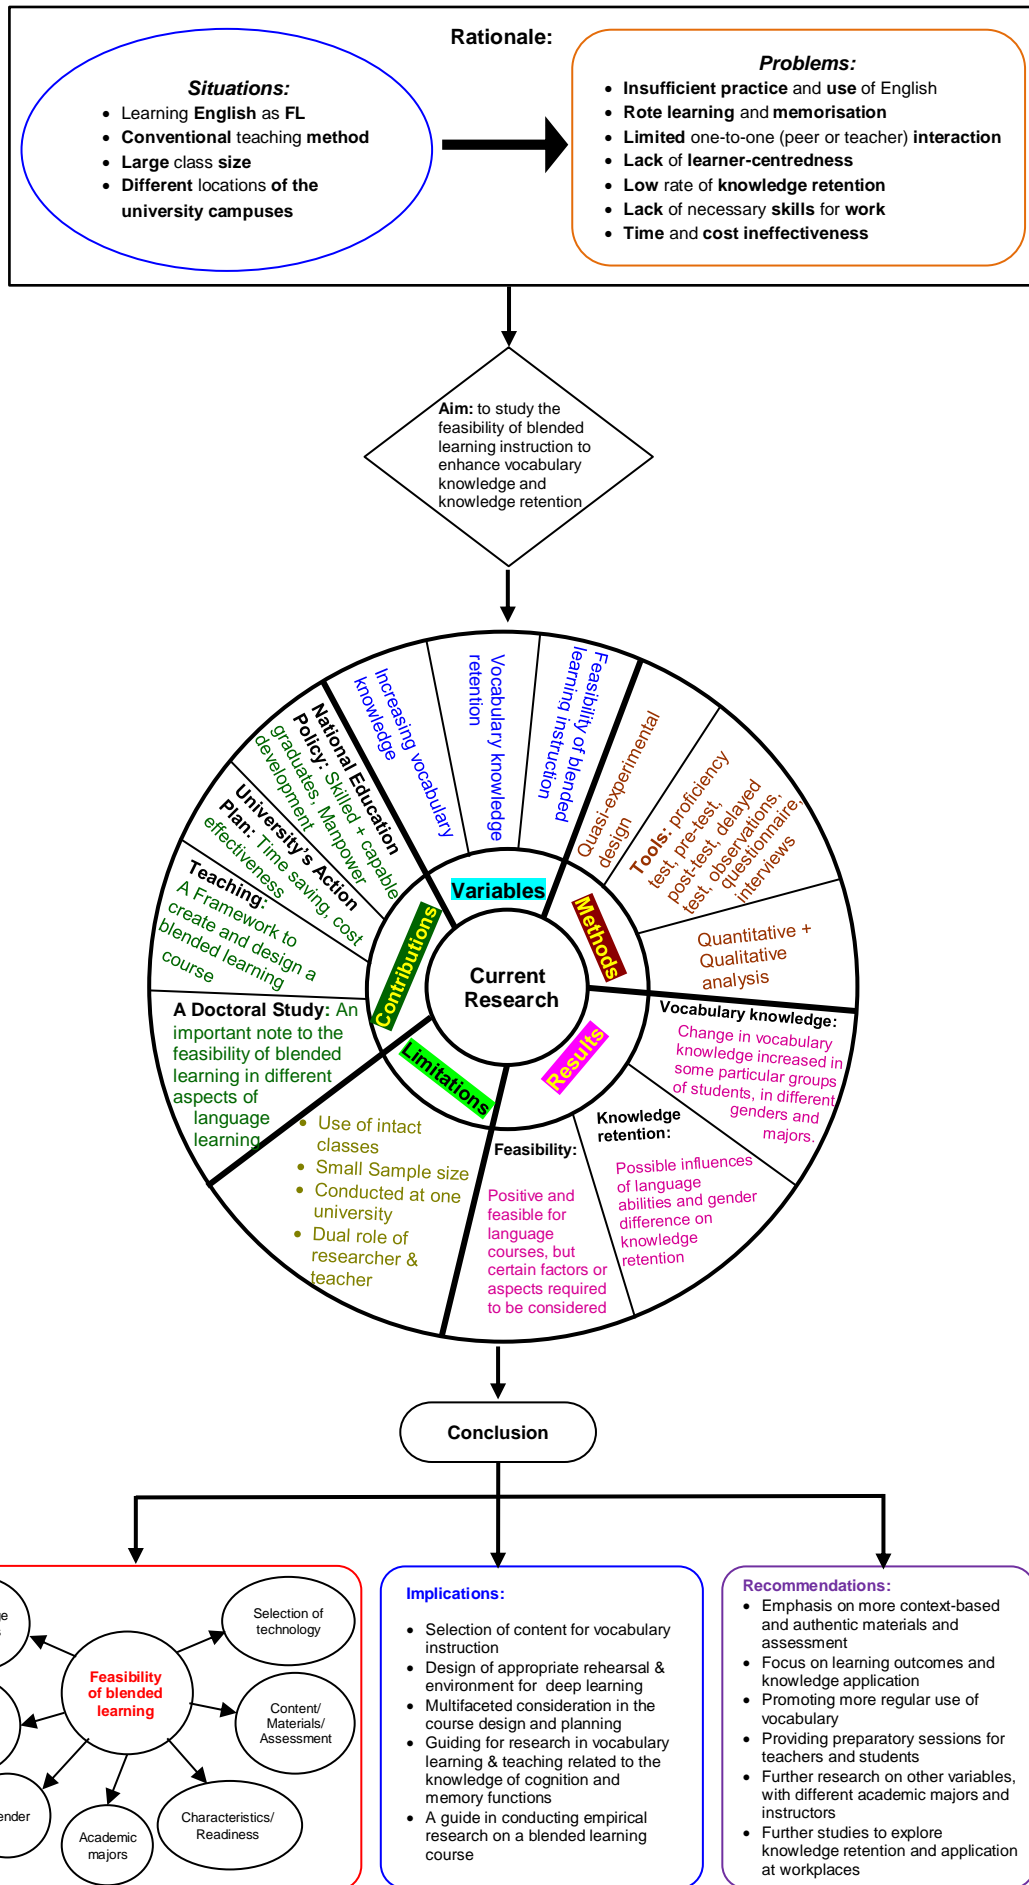 Rationale:
Situations:
• Learning English as FL
• Conventional teaching method
• Large class size
• Different locations of the
university campuses
Problems:
• Insufficient practice and use of English
• Rote learning and memorisation
• Limited one-to-one (peer or teacher) interaction
• Lack of learner-centredness
• Low rate of knowledge retention
• Lack of necessary skills for work
• Time and cost ineffectiveness
Aim: to study the
feasibility of blended
learning instruction to
enhance vocabulary
knowledge and
knowledge retention
Increasing vocabulary
knowledge
Vocabulary knowledge
retention
Feasibility of blended
learning instruction
Quasi-experimental
design
Tools: proficiency
test, pre-test,
post-test, delayed
test, observations,
questionnaire,
interviews
Quantitative +
Qualitative
analysis
National Education
Policy: Skilled + capable
graduates, Manpower
development
University's Action
Plan: Time saving, cost
effectiveness
Teaching:
A Framework to
create and design a
blended learning
course
A Doctoral Study: An
important note to the
feasibility of blended
learning in different
aspects of
language
learning
Variables
Methods
Contributions
Current
Research
Limitations
Results
• Use of intact
classes
• Small Sample size
• Conducted at one
university
• Dual role of
researcher &
teacher
Feasibility:
Positive and
feasible for
language
courses, but
certain factors or
aspects required
to be considered
Knowledge
retention:
Possible influences
of language
abilities and gender
difference on
knowledge
retention
Vocabulary knowledge:
Change in vocabulary
knowledge increased in
some particular groups
of students, in different
genders and
majors.
Conclusion
Feasibility
of blended
learning
Selection of
technology
Content/
Materials/
Assessment
Characteristics/
Readiness
Academic
majors
ender
Implications:
• Selection of content for vocabulary
instruction
• Design of appropriate rehearsal &
environment for deep learning
• Multifaceted consideration in the
course design and planning
• Guiding for research in vocabulary
learning & teaching related to the
knowledge of cognition and
memory functions
• A guide in conducting empirical
research on a blended learning
course
Recommendations:
• Emphasis on more context-based
and authentic materials and
assessment
• Focus on learning outcomes and
knowledge application
• Promoting more regular use of
vocabulary
• Providing preparatory sessions for
teachers and students
• Further research on other variables,
with different academic majors and
instructors
• Further studies to explore
knowledge retention and application
at workplaces